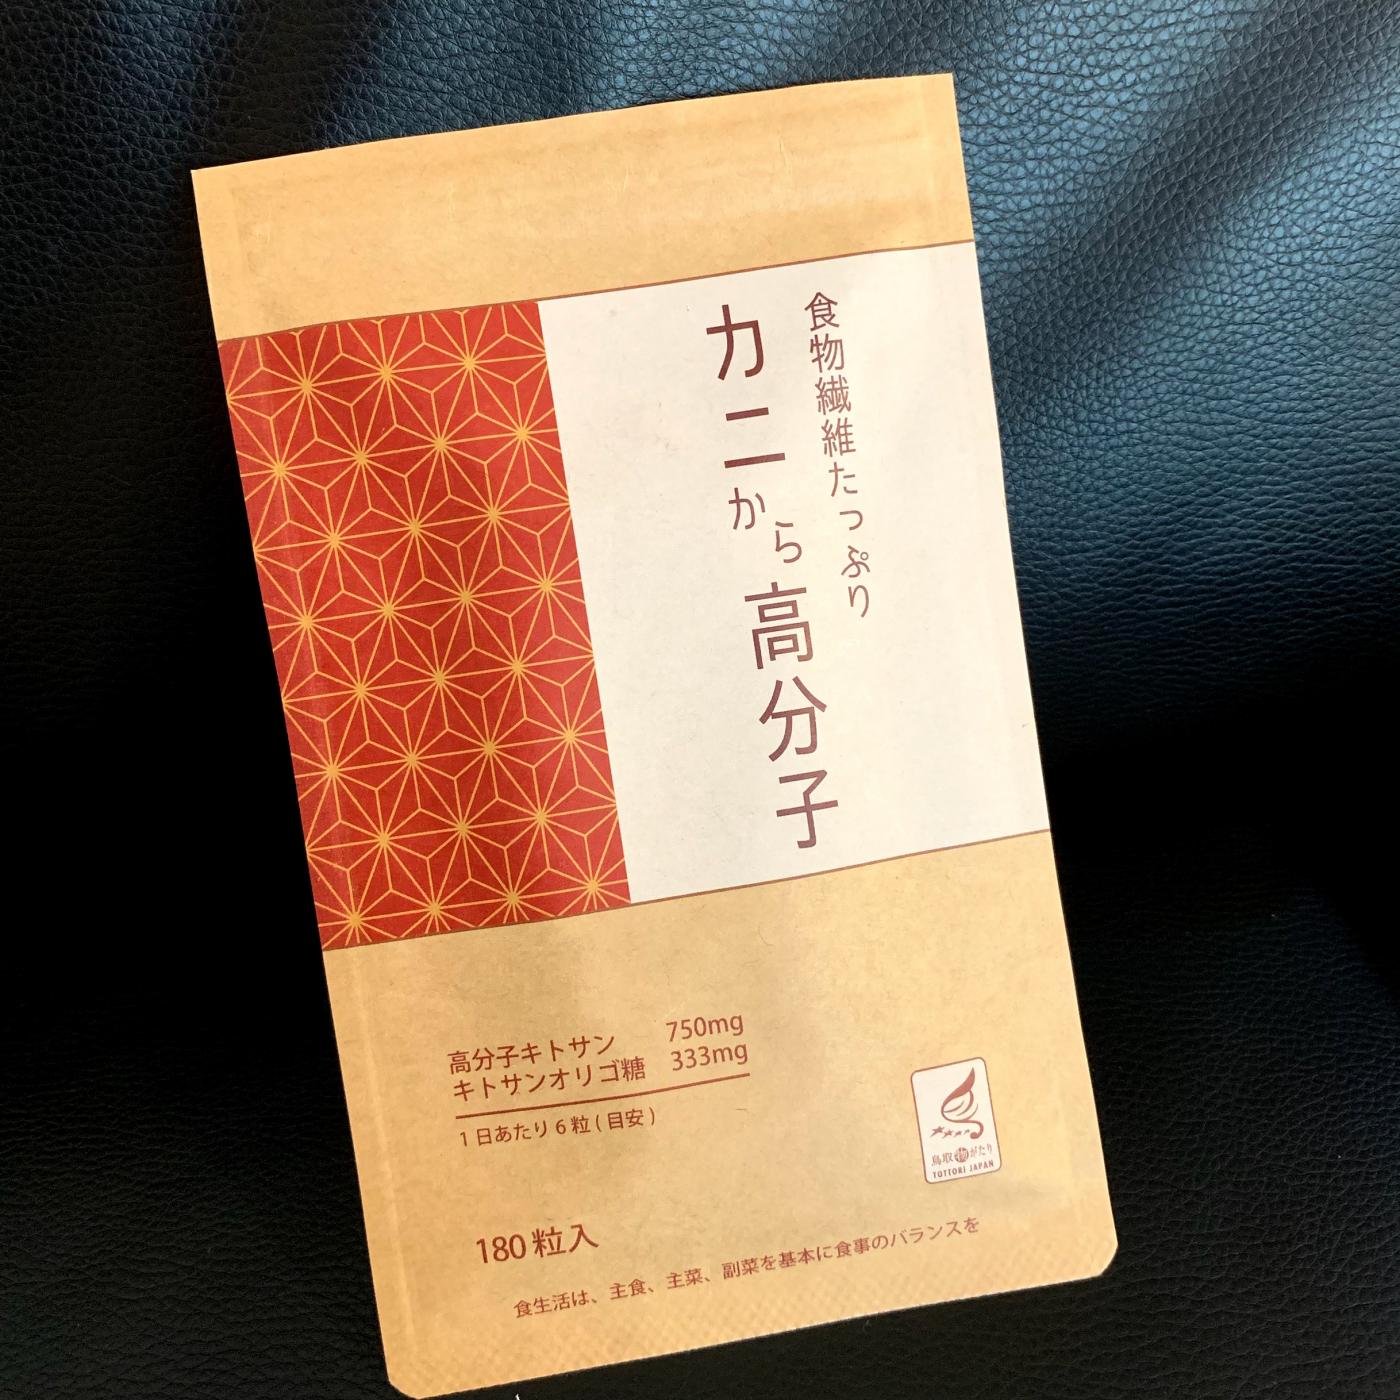 食物繊維たっぷり
カニから高分子
高分子キトサン 750mg
キトサンオリゴ糖 333mg
1日あたり6粒(目安)
鳥取物がたり
TOTTORI JAPAN
180粒入
食生活は、主食、主菜、副菜を基本に食事のバランスを